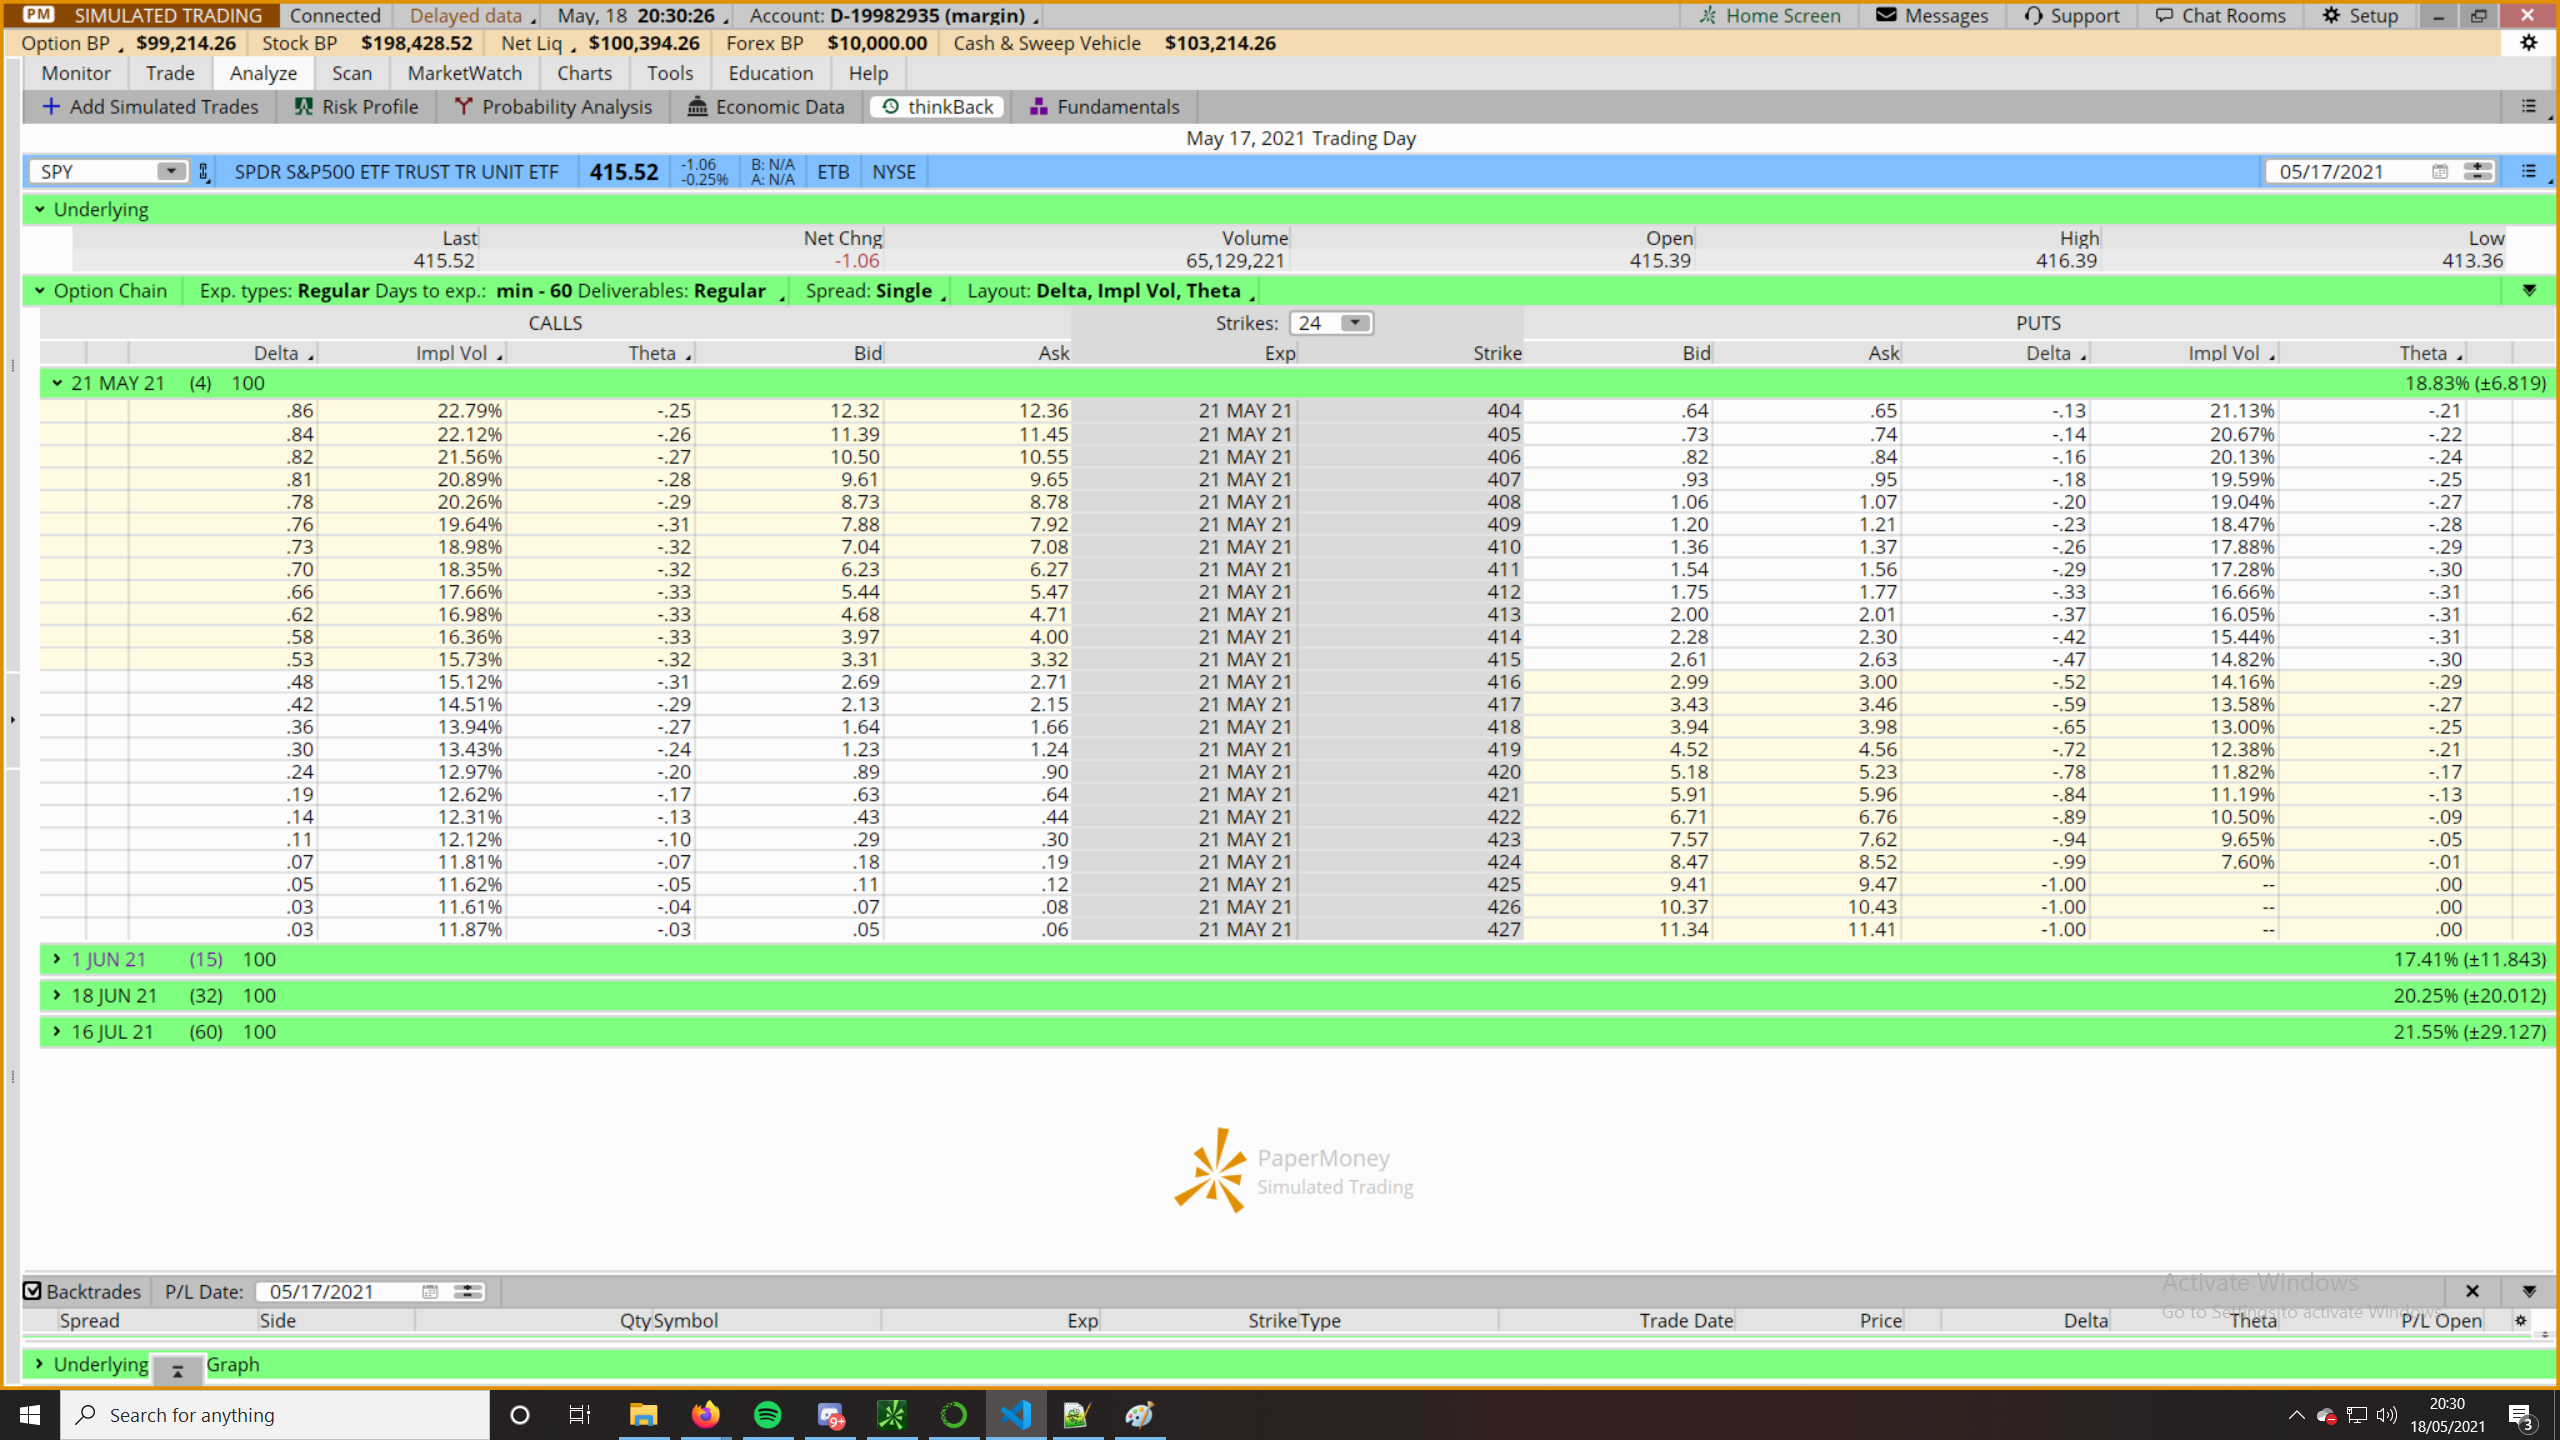 PM SIMULATED TRADING Connected Delayed data May, 18 20:30:26 Account: D-19982935 (margin) Home Screen Messages Support Chat Rooms Setup
Option BP $99,214.26 Stock BP $198,428.52 Net Liq $100,394.26 Forex BP $10,000.00 Cash & Sweep Vehicle $103,214.26
Monitor Trade Analyze Scan MarketWatch Charts Tools Education Help
Add Simulated Trades Risk Profile Probability Analysis Economic Data thinkBack Fundamentals
May 17, 2021 Trading Day
SPY SPDR S&P500 ETF TRUST TR UNIT ETF 415.52 -1.06 -0.25% B: N/A A: N/A ETB NYSE 05/17/2021
Underlying
Last Net Chng Volume Open High Low
415.52 -1.06 65,129,221 415.39 416.39 413.36
Option Chain Exp. types: Regular Days to exp.: min - 60 Deliverables: Regular Spread: Single Layout: Delta, Impl Vol, Theta
CALLS Strikes: 24 PUTS
Delta Impl Vol Theta Bid Ask Exp Strike Bid Ask Delta Impl Vol Theta
21 MAY 21 (4) 100 18.83% (±6.819)
.86 22.79% -.25 12.32 12.36 21 MAY 21 404 .64 .65 -.13 21.13% -.21
.84 22.12% -.26 11.39 11.45 21 MAY 21 405 .73 .74 -.14 20.67% -.22
.82 21.56% -.27 10.50 10.55 21 MAY 21 406 .82 .84 -.16 20.13% -.24
.81 20.89% -.28 9.61 9.65 21 MAY 21 407 .93 .95 -.18 19.59% -.25
.78 20.26% -.29 8.73 8.78 21 MAY 21 408 1.06 1.07 -.20 19.04% -.27
.76 19.64% -.31 7.88 7.92 21 MAY 21 409 1.20 1.21 -.23 18.47% -.28
.73 18.98% -.32 7.04 7.08 21 MAY 21 410 1.36 1.37 -.26 17.88% -.29
.70 18.35% -.32 6.23 6.27 21 MAY 21 411 1.54 1.56 -.29 17.28% -.30
.66 17.66% -.33 5.44 5.47 21 MAY 21 412 1.75 1.77 -.33 16.66% -.31
.62 16.98% -.33 4.68 4.71 21 MAY 21 413 2.00 2.01 -.37 16.05% -.31
.58 16.36% -.33 3.97 4.00 21 MAY 21 414 2.28 2.30 -.42 15.44% -.31
.53 15.73% -.32 3.31 3.32 21 MAY 21 415 2.61 2.63 -.47 14.82% -.30
.48 15.12% -.31 2.69 2.71 21 MAY 21 416 2.99 3.00 -.52 14.16% -.29
.42 14.51% -.29 2.13 2.15 21 MAY 21 417 3.43 3.46 -.59 13.58% -.27
.36 13.94% -.27 1.64 1.66 21 MAY 21 418 3.94 3.98 -.65 13.00% -.25
.30 13.43% -.24 1.23 1.24 21 MAY 21 419 4.52 4.56 -.72 12.38% -.21
.24 12.97% -.20 .89 .90 21 MAY 21 420 5.18 5.23 -.78 11.82% -.17
.19 12.62% -.17 .63 .64 21 MAY 21 421 5.91 5.96 -.84 11.19% -.13
.14 12.31% -.13 .43 .44 21 MAY 21 422 6.71 6.76 -.89 10.50% -.09
.11 12.12% -.10 .29 .30 21 MAY 21 423 7.57 7.62 -.94 9.65% -.05
.07 11.81% -.07 .18 .19 21 MAY 21 424 8.47 8.52 -.99 7.60% -.01
.05 11.62% -.05 .11 .12 21 MAY 21 425 9.41 9.47 -1.00 -- .00
.03 11.61% -.04 .07 .08 21 MAY 21 426 10.37 10.43 -1.00 -- .00
.03 11.87% -.03 .05 .06 21 MAY 21 427 11.34 11.41 -1.00 -- .00
1 JUN 21 (15) 100 17.41% (±11.843)
18 JUN 21 (32) 100 20.25% (±20.012)
16 JUL 21 (60) 100 21.55% (±29.127)
PaperMoney
Simulated Trading
Backtrades P/L Date: 05/17/2021
Activate Windows
Go to Settings to activate Windows.
Spread Side Qty Symbol Exp Strike Type Trade Date Price Delta Theta P/L Open
Underlying Graph
Search for anything 9+ 20:30
18/05/2021 3